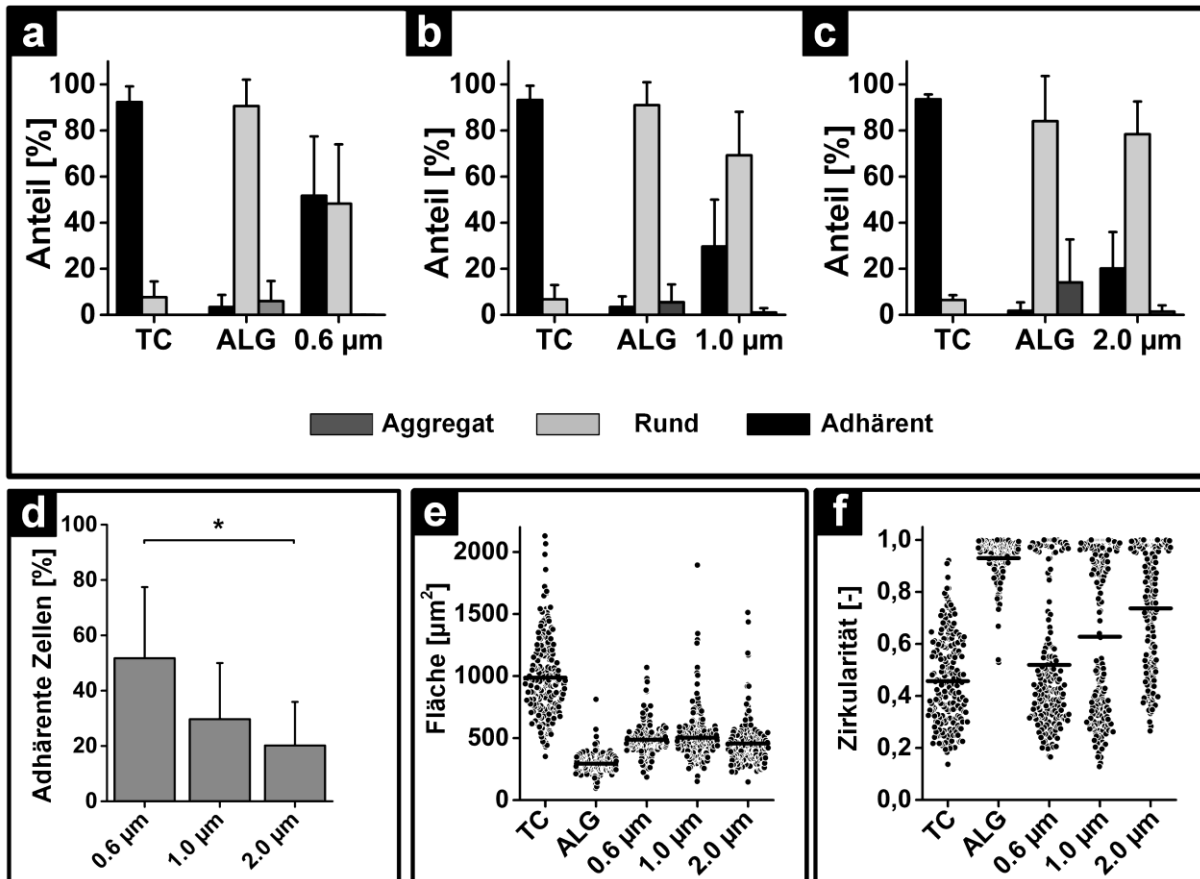 a
b
c
Anteil [%]
100
80
60
40
20
0
TC
ALG
0.6 µm
Anteil [%]
100
80
60
40
20
0
TC
ALG
1.0 µm
Anteil [%]
100
80
60
40
20
0
TC
ALG
2.0 µm
Aggregat
Rund
Adhärent
d
Adhärente Zellen [%]
100
80
60
40
20
0
*
0.6 µm
1.0 µm
2.0 µm
e
Fläche [µm²]
2000
1500
1000
500
0
TC
ALG
0.6 µm
1.0 µm
2.0 µm
f
Zirkularität [-]
1,0
0,8
0,6
0,4
0,2
0,0
TC
ALG
0.6 µm
1.0 µm
2.0 µm